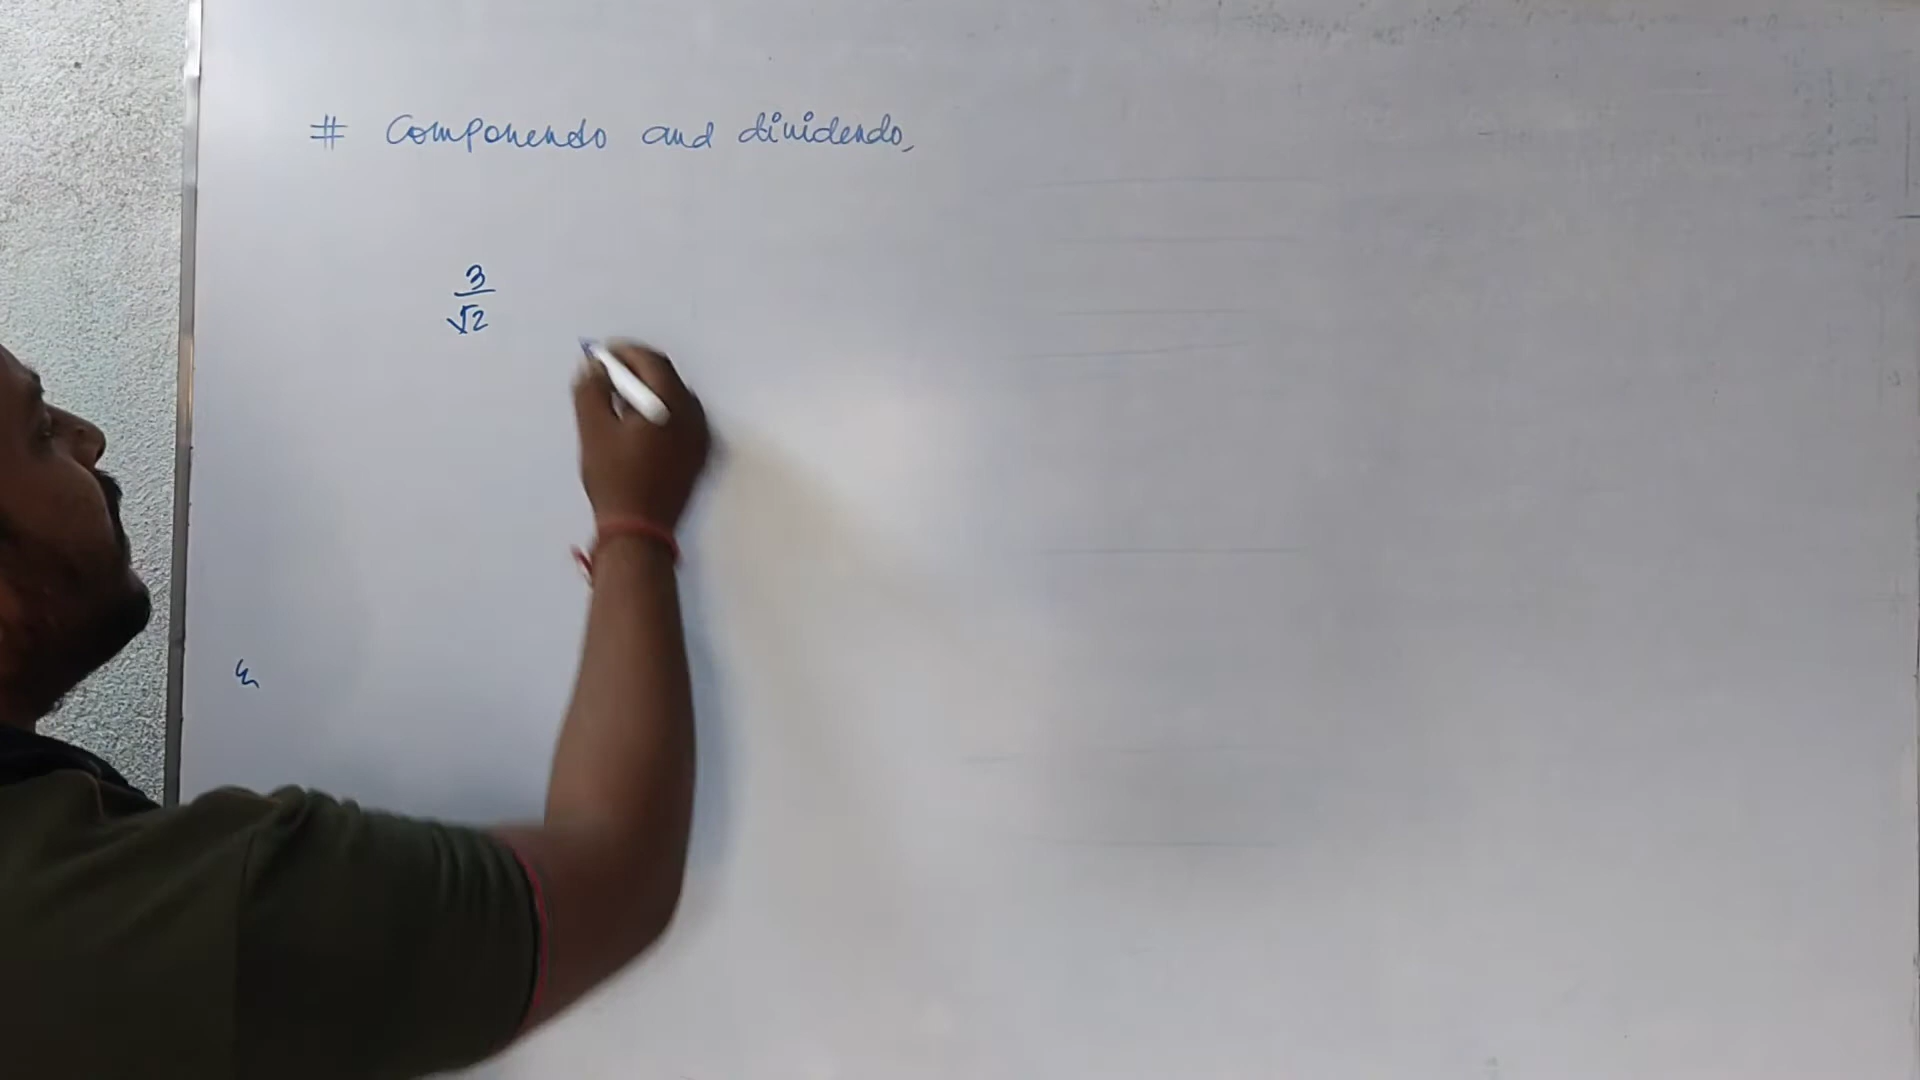 # Componendo and dividendo,
3
√2